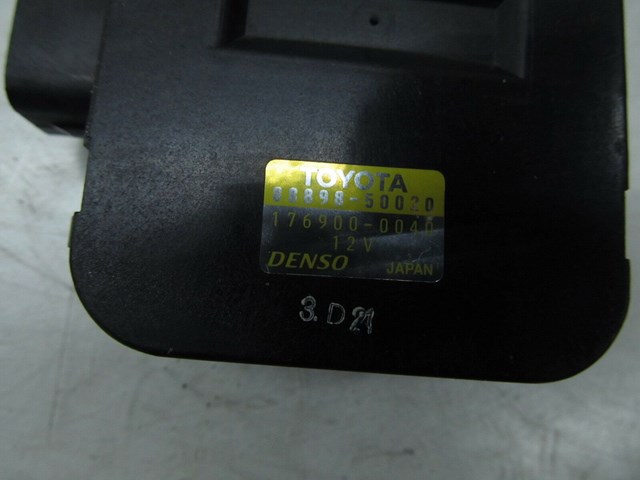 TOYOTA
88898-50020
176900-0040
12V
DENSO JAPAN
3.D21